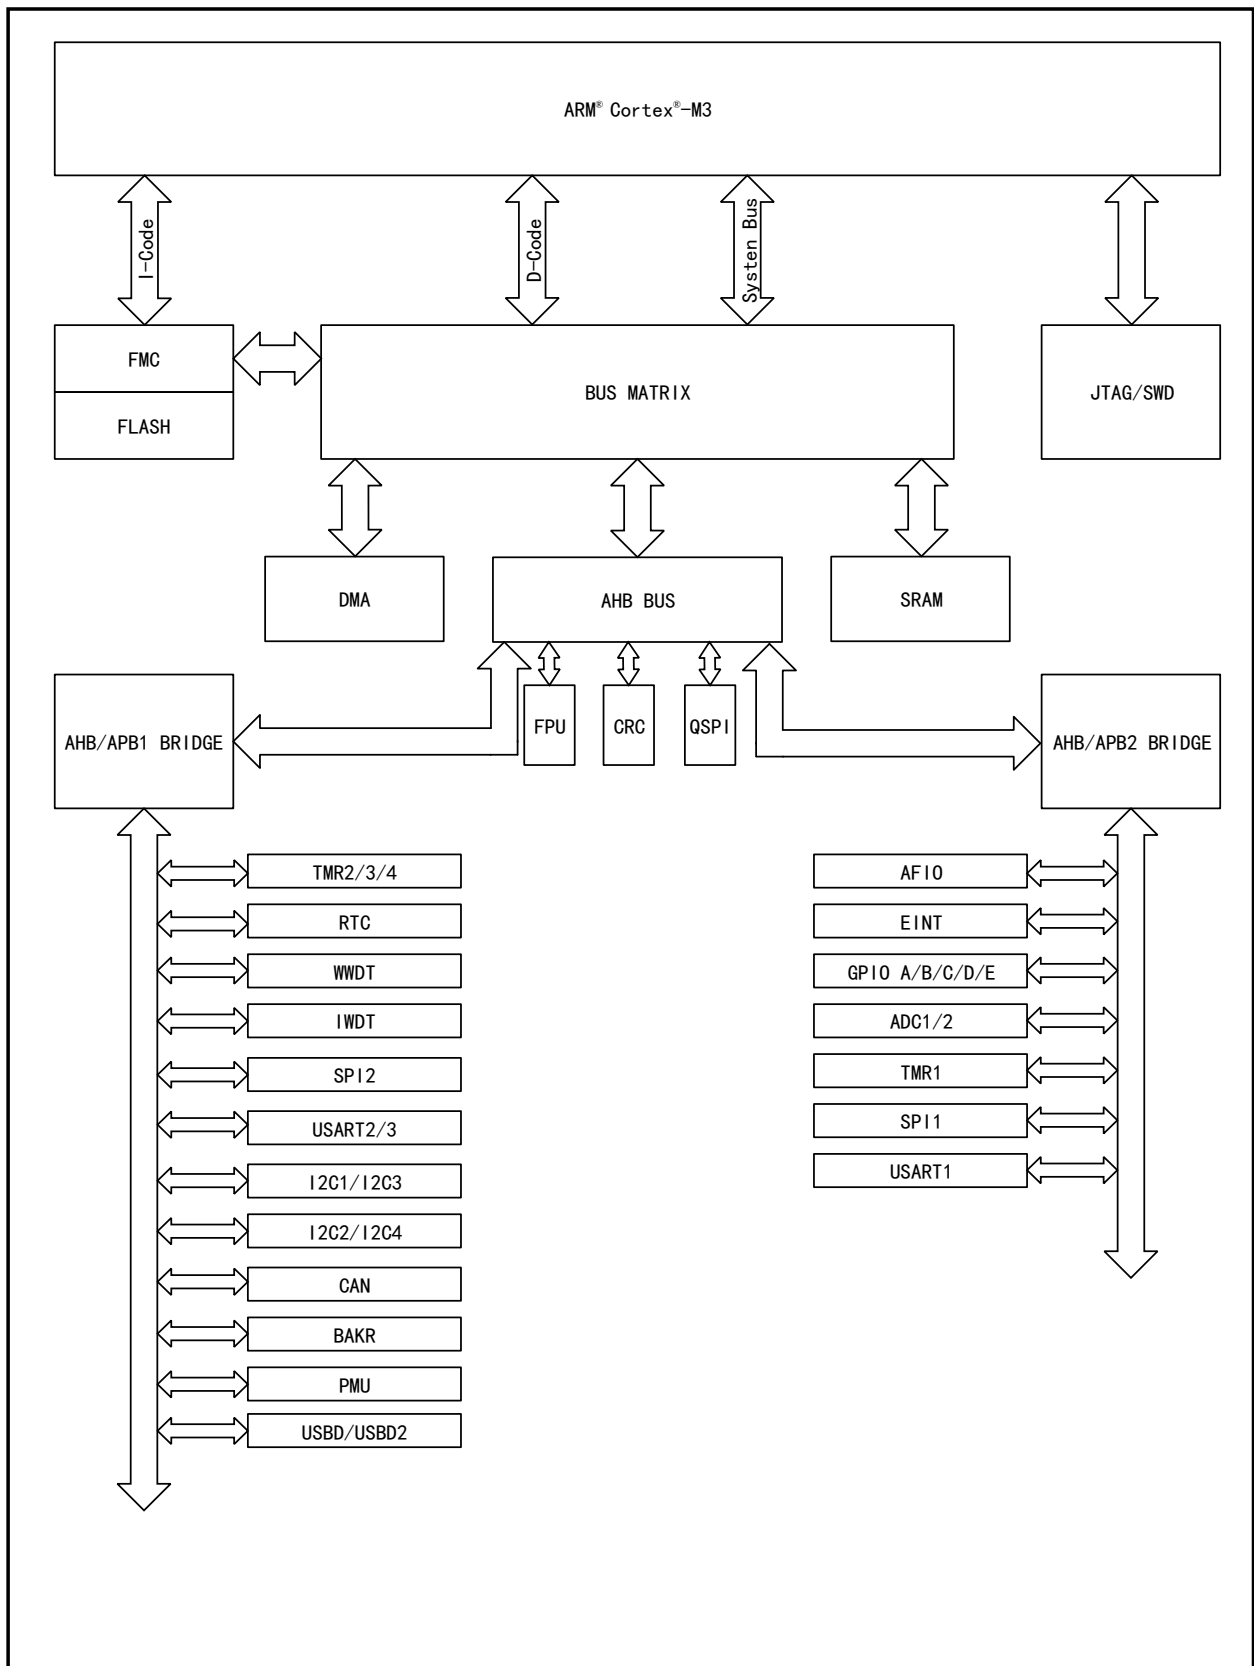 ARM® Cortex®-M3
I-Code
D-Code
Systen Bus
FMC
FLASH
BUS MATRIX
JTAG/SWD
DMA
AHB BUS
SRAM
AHB/APB1 BRIDGE
FPU
CRC
QSPI
AHB/APB2 BRIDGE
TMR2/3/4
RTC
WWDT
IWDT
SPI2
USART2/3
I2C1/I2C3
I2C2/I2C4
CAN
BAKR
PMU
USBD/USBD2
AFIO
EINT
GPIO A/B/C/D/E
ADC1/2
TMR1
SPI1
USART1